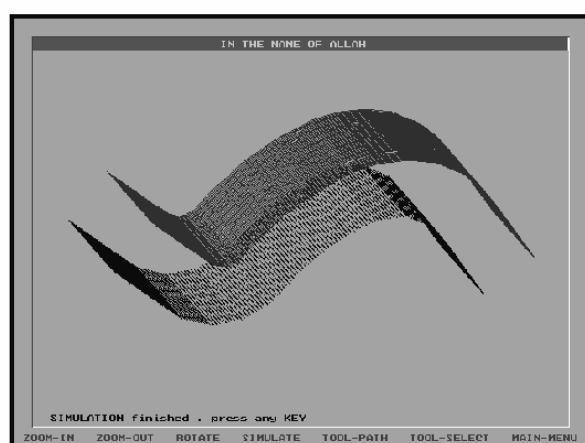 IN THE NAME OF ALLAH
SIMULATION finished . press any KEY
ZOOM-IN ZOOM-OUT ROTATE SIMULATE TOOL-PATH TOOL-SELECT MAIN-MENU